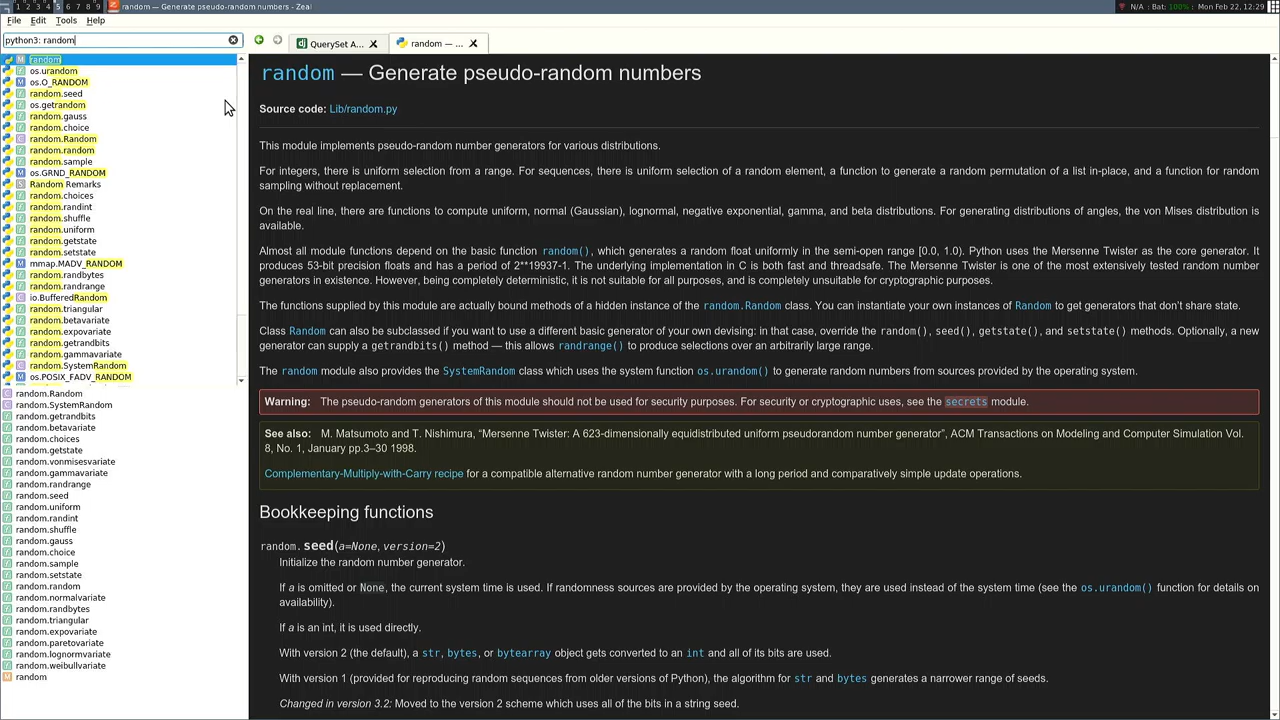 1 2 3 4 5 6 7 8 9 random — Generate pseudo-random numbers - Zeal N/A : Bat: 100% : Mon Feb 22, 12:29
File Edit Tools Help
python3: random
QuerySet A...
random — ...
random
os.urandom
os.O_RANDOM
random.seed
os.getrandom
random.gauss
random.choice
random.Random
random.random
random.sample
os.GRND_RANDOM
Random Remarks
random.choices
random.randint
random.shuffle
random.uniform
random.getstate
random.setstate
mmap.MADV_RANDOM
random.randbytes
random.randrange
io.BufferedRandom
random.triangular
random.betavariate
random.expovariate
random.getrandbits
random.gammavariate
random.SystemRandom
os.POSIX_FADV_RANDOM
random.Random
random.SystemRandom
random.getrandbits
random.betavariate
random.choices
random.getstate
random.vonmisesvariate
random.gammavariate
random.randrange
random.seed
random.uniform
random.randint
random.shuffle
random.gauss
random.choice
random.sample
random.setstate
random.random
random.normalvariate
random.randbytes
random.triangular
random.expovariate
random.paretovariate
random.lognormvariate
random.weibullvariate
random
random — Generate pseudo-random numbers
Source code: Lib/random.py
This module implements pseudo-random number generators for various distributions.
For integers, there is uniform selection from a range. For sequences, there is uniform selection of a random element, a function to generate a random permutation of a list in-place, and a function for random
sampling without replacement.
On the real line, there are functions to compute uniform, normal (Gaussian), lognormal, negative exponential, gamma, and beta distributions. For generating distributions of angles, the von Mises distribution is
available.
Almost all module functions depend on the basic function random(), which generates a random float uniformly in the semi-open range [0.0, 1.0). Python uses the Mersenne Twister as the core generator. It
produces 53-bit precision floats and has a period of 2**19937-1. The underlying implementation in C is both fast and threadsafe. The Mersenne Twister is one of the most extensively tested random number
generators in existence. However, being completely deterministic, it is not suitable for all purposes, and is completely unsuitable for cryptographic purposes.
The functions supplied by this module are actually bound methods of a hidden instance of the random.Random class. You can instantiate your own instances of Random to get generators that don't share state.
Class Random can also be subclassed if you want to use a different basic generator of your own devising: in that case, override the random(), seed(), getstate(), and setstate() methods. Optionally, a new
generator can supply a getrandbits() method — this allows randrange() to produce selections over an arbitrarily large range.
The random module also provides the SystemRandom class which uses the system function os.urandom() to generate random numbers from sources provided by the operating system.
Warning: The pseudo-random generators of this module should not be used for security purposes. For security or cryptographic uses, see the secrets module.
See also: M. Matsumoto and T. Nishimura, “Mersenne Twister: A 623-dimensionally equidistributed uniform pseudorandom number generator”, ACM Transactions on Modeling and Computer Simulation Vol.
8, No. 1, January pp.3–30 1998.
Complementary-Multiply-with-Carry recipe for a compatible alternative random number generator with a long period and comparatively simple update operations.
Bookkeeping functions
random.seed(a=None, version=2)
Initialize the random number generator.
If a is omitted or None, the current system time is used. If randomness sources are provided by the operating system, they are used instead of the system time (see the os.urandom() function for details on
availability).
If a is an int, it is used directly.
With version 2 (the default), a str, bytes, or bytearray object gets converted to an int and all of its bits are used.
With version 1 (provided for reproducing random sequences from older versions of Python), the algorithm for str and bytes generates a narrower range of seeds.
Changed in version 3.2: Moved to the version 2 scheme which uses all of the bits in a string seed.